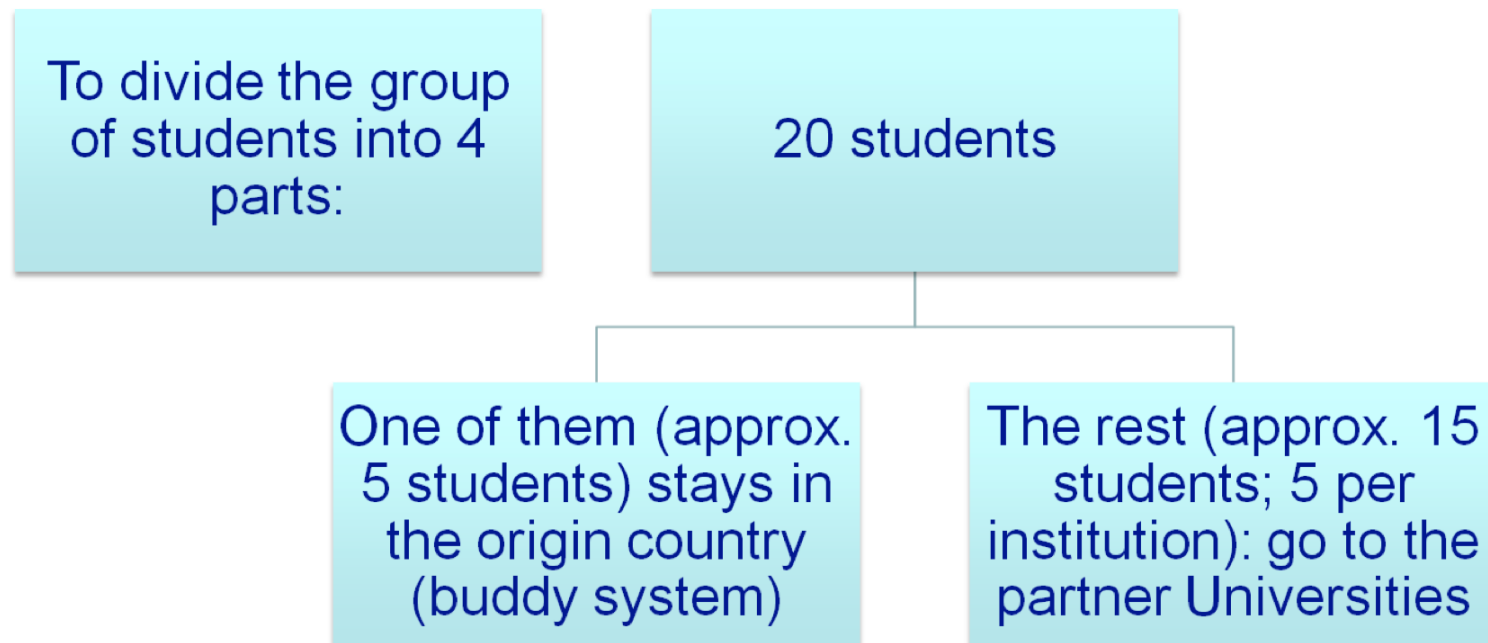 To divide the group
of students into 4
parts:
20 students
One of them (approx.
5 students) stays in
the origin country
(buddy system)
The rest (approx. 15
students; 5 per
institution): go to the
partner Universities